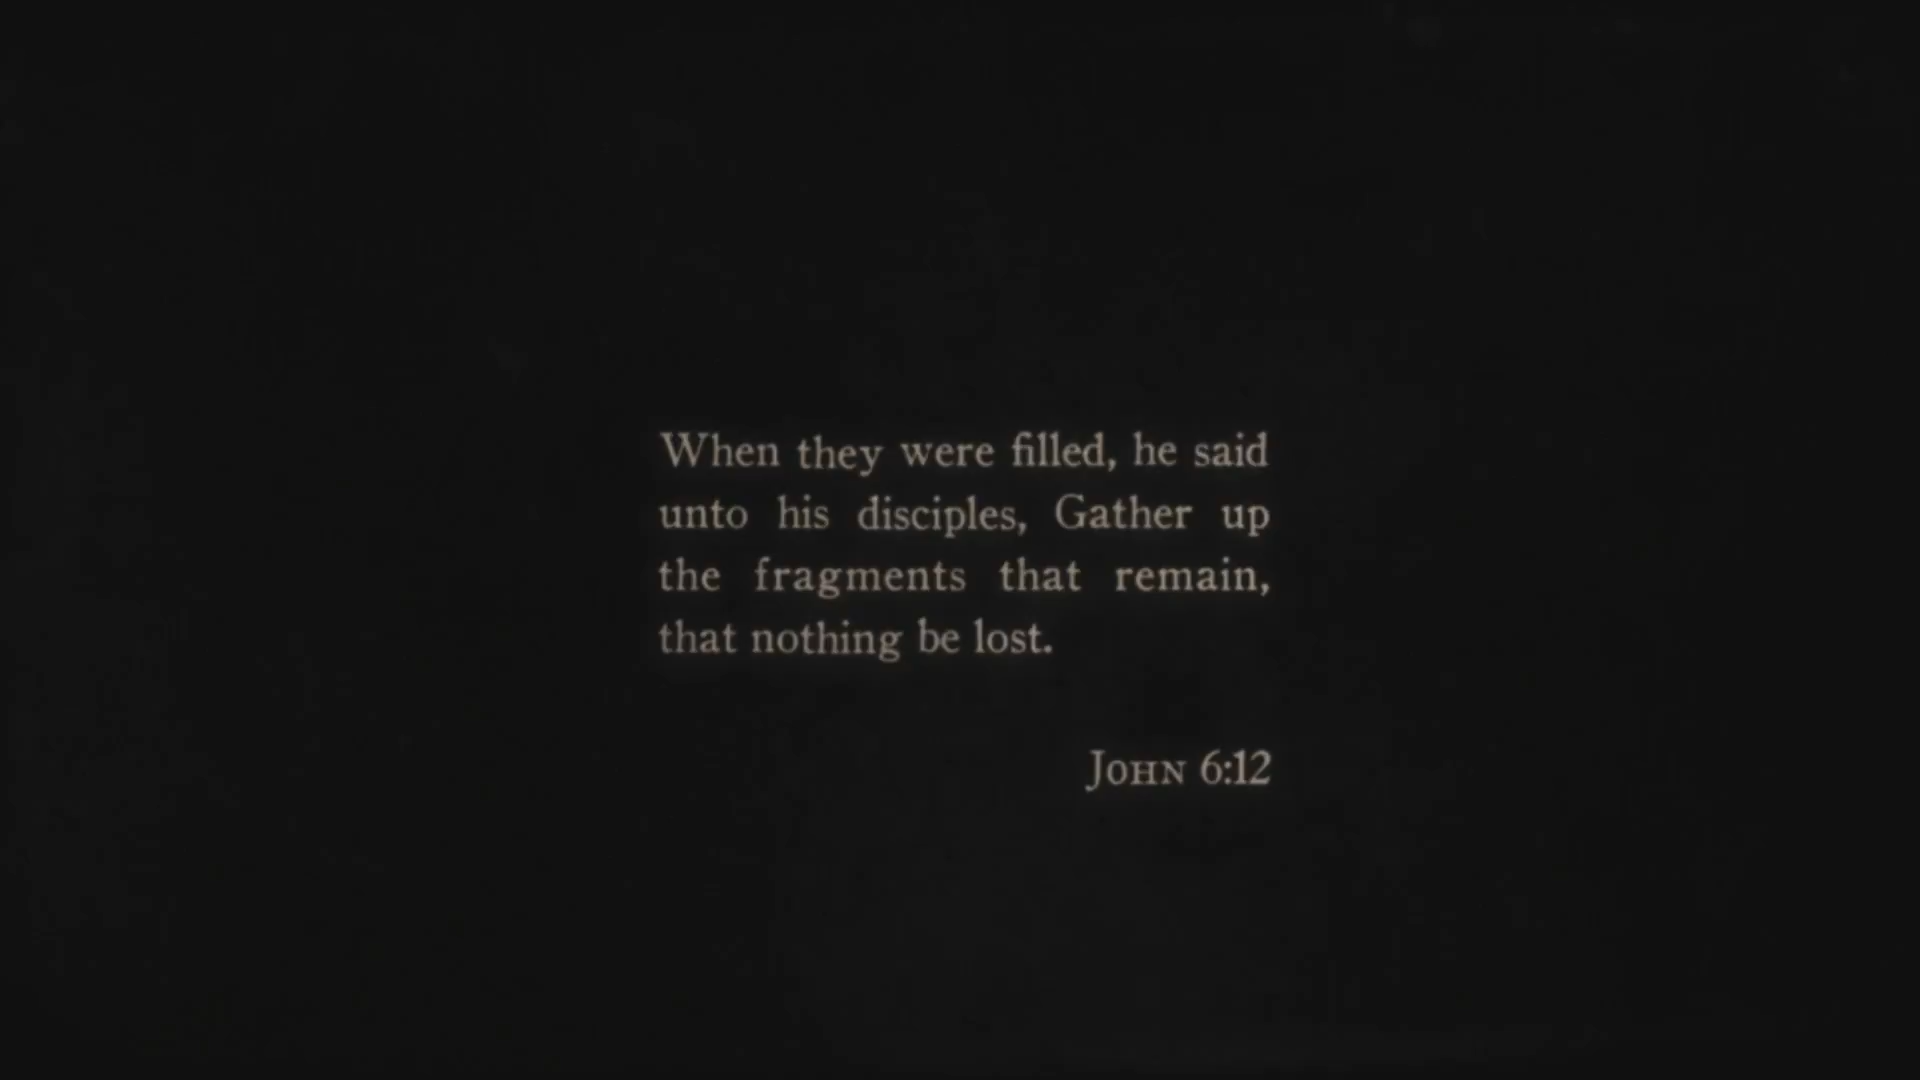 When they were filled, he said
unto his disciples, Gather up
the fragments that remain,
that nothing be lost.
John 6:12